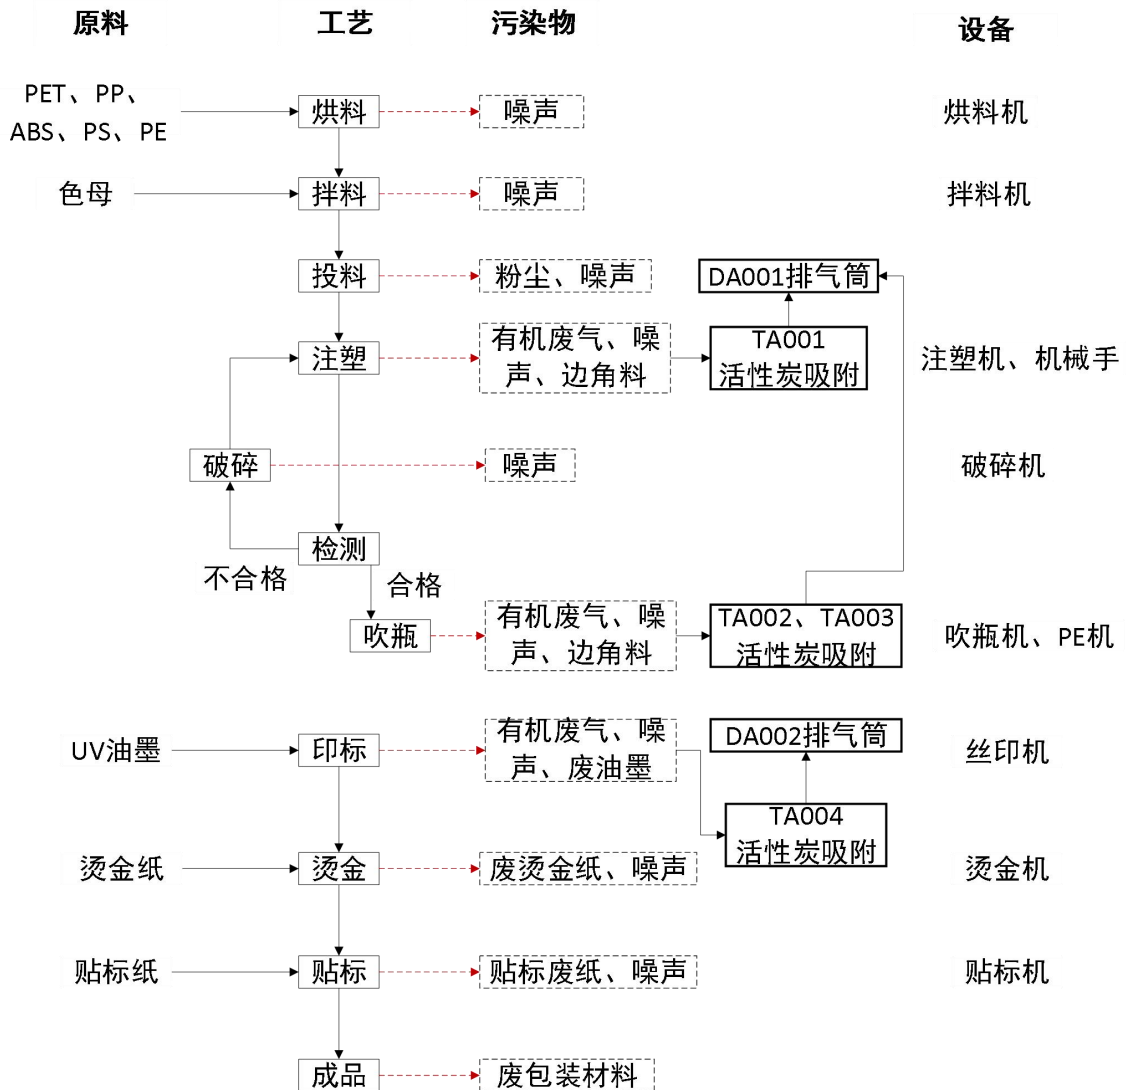 原料 工艺 污染物 设备
PET、PP、
ABS、PS、PE
烘料
噪声
烘料机
色母
拌料
噪声
拌料机
投料
粉尘、噪声
DA001排气筒
注塑
有机废气、噪
声、边角料
TA001
活性炭吸附
注塑机、机械手
破碎
噪声
破碎机
检测
不合格
合格
吹瓶
有机废气、噪
声、边角料
TA002、TA003
活性炭吸附
吹瓶机、PE机
UV油墨
印标
有机废气、噪
声、废油墨
DA002排气筒
丝印机
TA004
活性炭吸附
烫金纸
烫金
废烫金纸、噪声
烫金机
贴标纸
贴标
贴标废纸、噪声
贴标机
成品
废包装材料